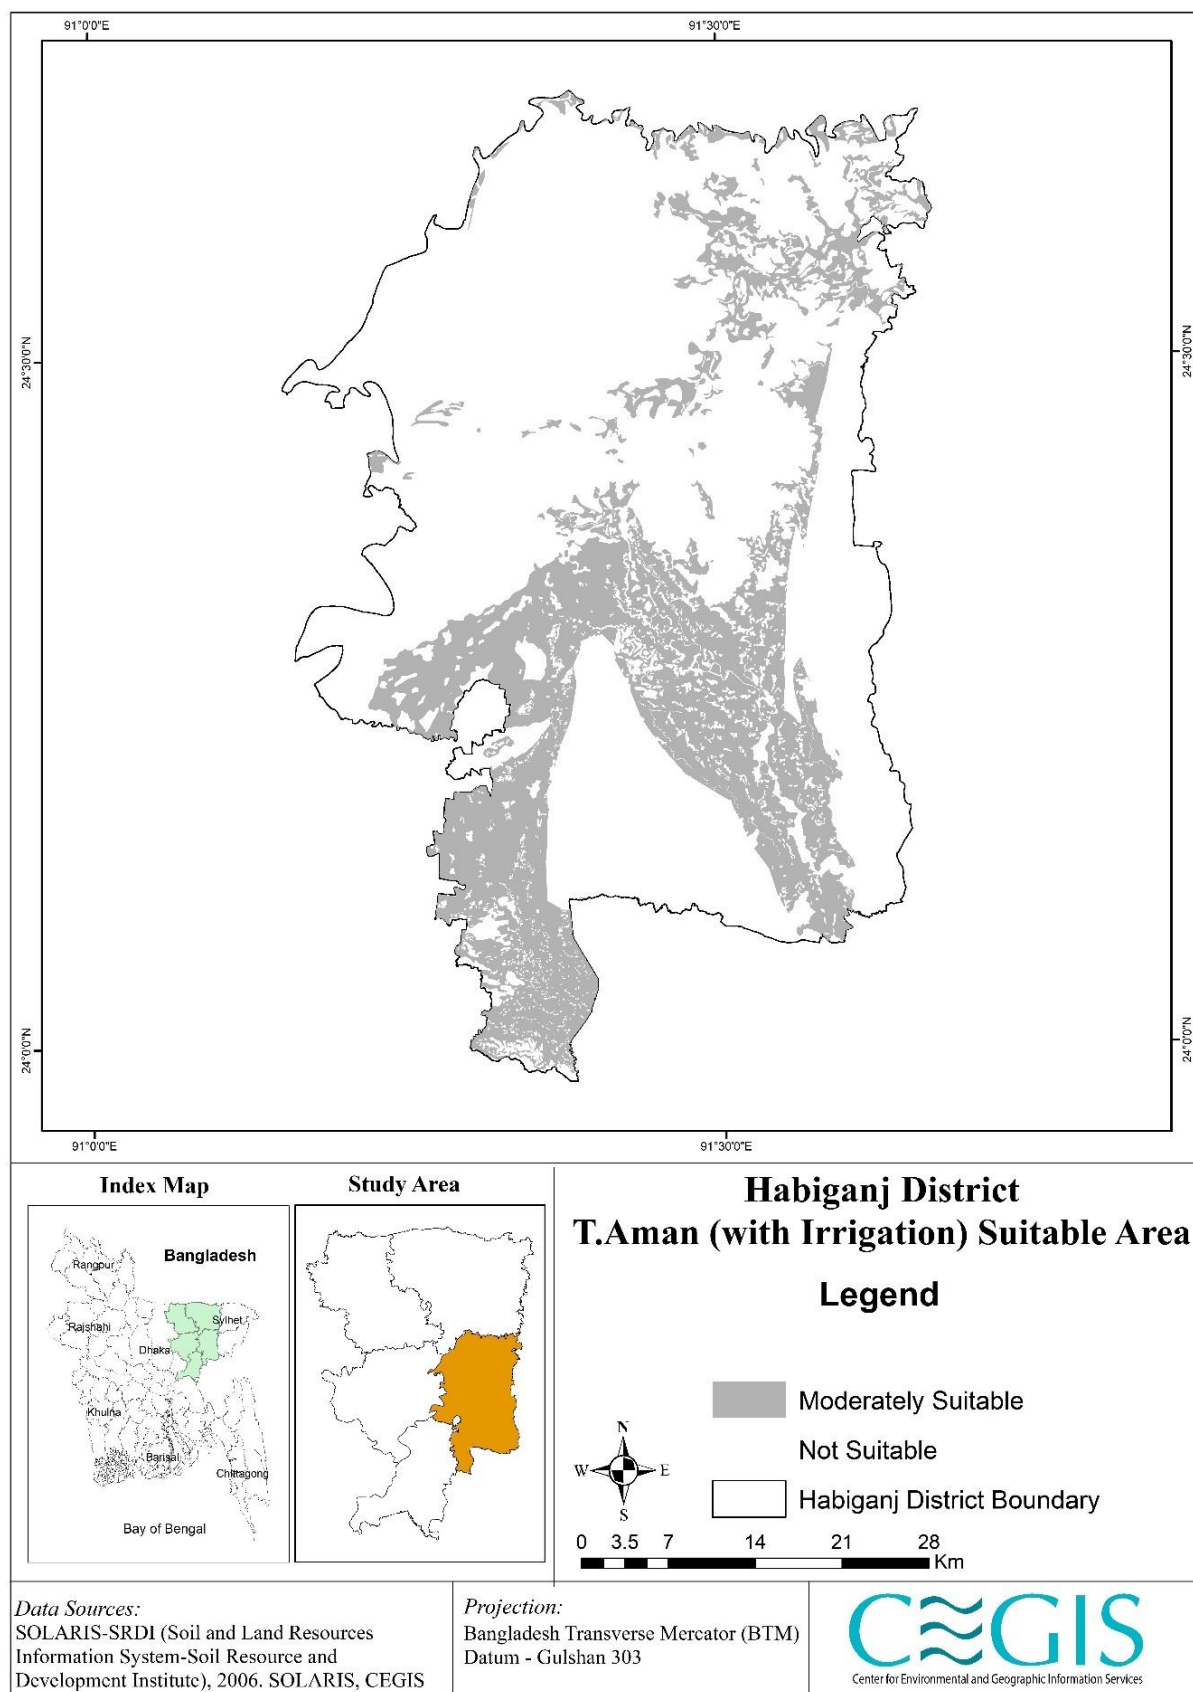 91°0'0"E
91°30'0"E
24°30'0"N
24°30'0"N
24°0'0"N
24°0'0"N
91°0'0"E
91°30'0"E
Index Map
Bangladesh
Rangpur
Rajshahi
Sylhet
Dhaka
Khulna
Barisal
Chittagong
Bay of Bengal
Study Area
Habiganj District
T.Aman (with Irrigation) Suitable Area
Legend
Moderately Suitable
Not Suitable
Habiganj District Boundary
N
W
E
S
0 3.5 7 14 21 28
Km
Data Sources:
SOLARIS-SRDI (Soil and Land Resources
Information System-Soil Resource and
Development Institute), 2006. SOLARIS, CEGIS
Projection:
Bangladesh Transverse Mercator (BTM)
Datum - Gulshan 303
CEGIS
Center for Environmental and Geographic Information Services